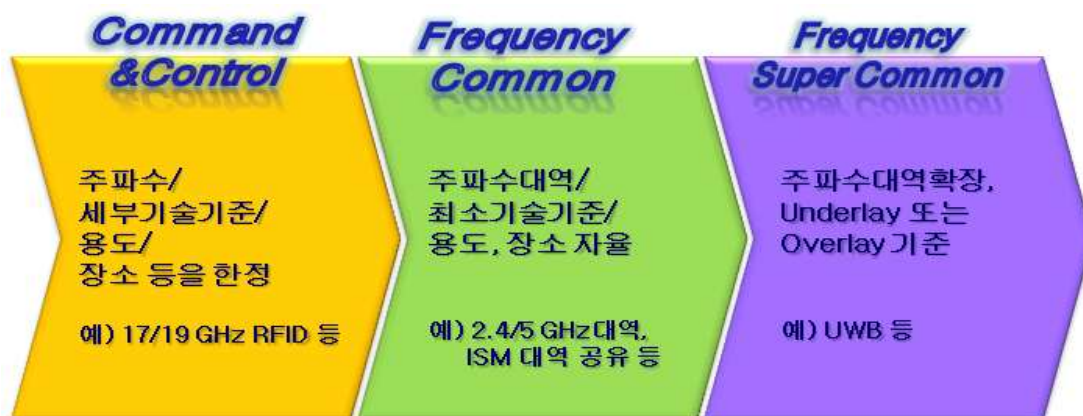 Command
&Control
주파수/
세부기술기준/
용도/
장소 등을 한정
예) 17/19 GHz RFID 등
Frequency
Common
주파수대역/
최소기술기준/
용도, 장소 자율
예) 2.4/5 GHz대역,
ISM 대역 공유 등
Frequency
Super Common
주파수대역확장,
Underlay 또는
Overlay 기준
예) UWB 등